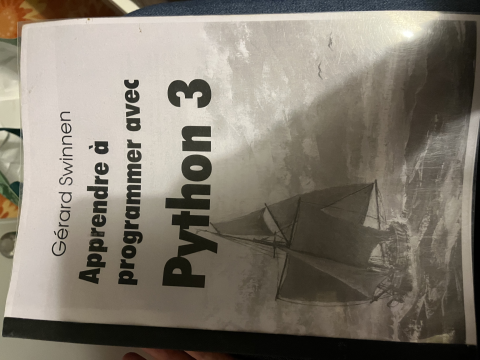 Gérard Swinnen
Apprendre à
programmer avec
Python 3